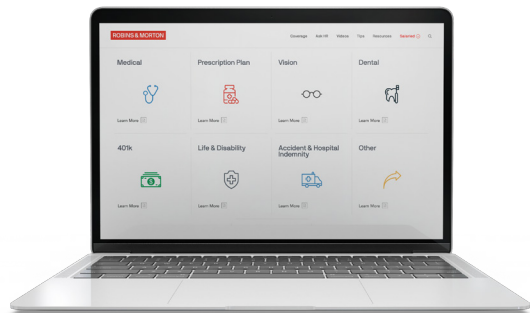 ROBINS & MORTON
Coverage Ask HR Videos Tips Resources
Medical Prescription Plan Vision Dental
Learn More Learn More Learn More Learn More
401k Life & Disability Accident & Hospital Indemnity Other
Learn More Learn More Learn More Learn More